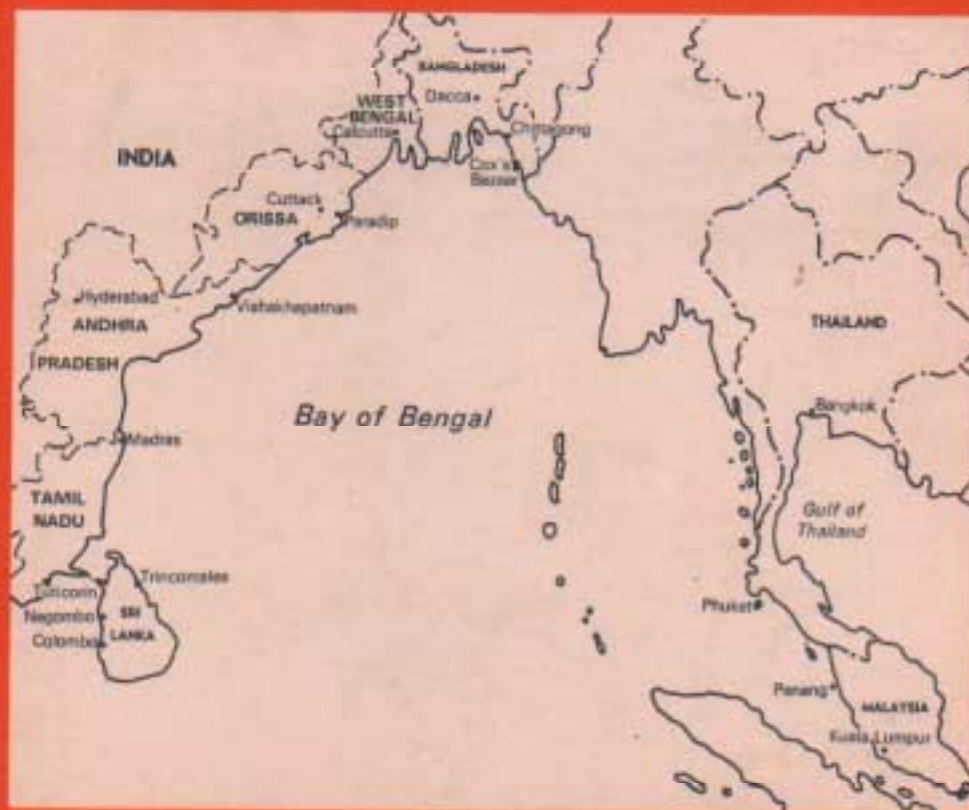 BANGLADESH
Dacca
WEST
BENGAL
Calcutta
Chittagong
Cox's
Bazaar
INDIA
Cuttack
ORISSA
Paradip
Hyderabad
Vishakhapatnam
ANDHRA
PRADESH
THAILAND
Bay of Bengal
Bangkok
Madras
TAMIL
NADU
Gulf of
Thailand
Trincomalee
Tuticorin
Negombo
SRI
LANKA
Colombo
Phuket
Penang
MALAYSIA
Kuala Lumpur